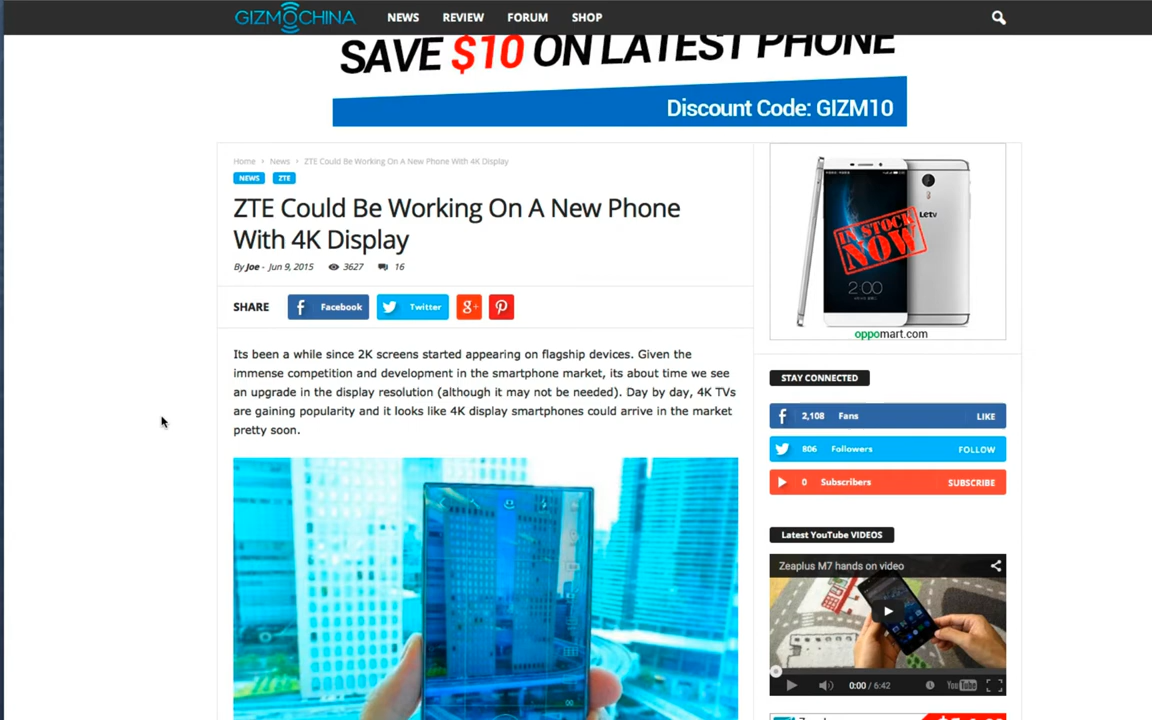 GIZMOCHINA
NEWS
REVIEW
FORUM
SHOP
SAVE $10 ON LATEST PHONE
Discount Code: GIZM10
Home › News › ZTE Could Be Working On A New Phone With 4K Display
NEWS
ZTE
ZTE Could Be Working On A New Phone
With 4K Display
By Joe - Jun 9, 2015 3627 16
SHARE
Facebook
Twitter
g+
Its been a while since 2K screens started appearing on flagship devices. Given the
immense competition and development in the smartphone market, its about time we see
an upgrade in the display resolution (although it may not be needed). Day by day, 4K TVs
are gaining popularity and it looks like 4K display smartphones could arrive in the market
pretty soon.
Letv
IN STOCK
NOW
2:00
oppomart.com
STAY CONNECTED
2,108 Fans LIKE
806 Followers FOLLOW
0 Subscribers SUBSCRIBE
Latest YouTube VIDEOS
Zeaplus M7 hands on video
0:00 / 6:42
YouTube